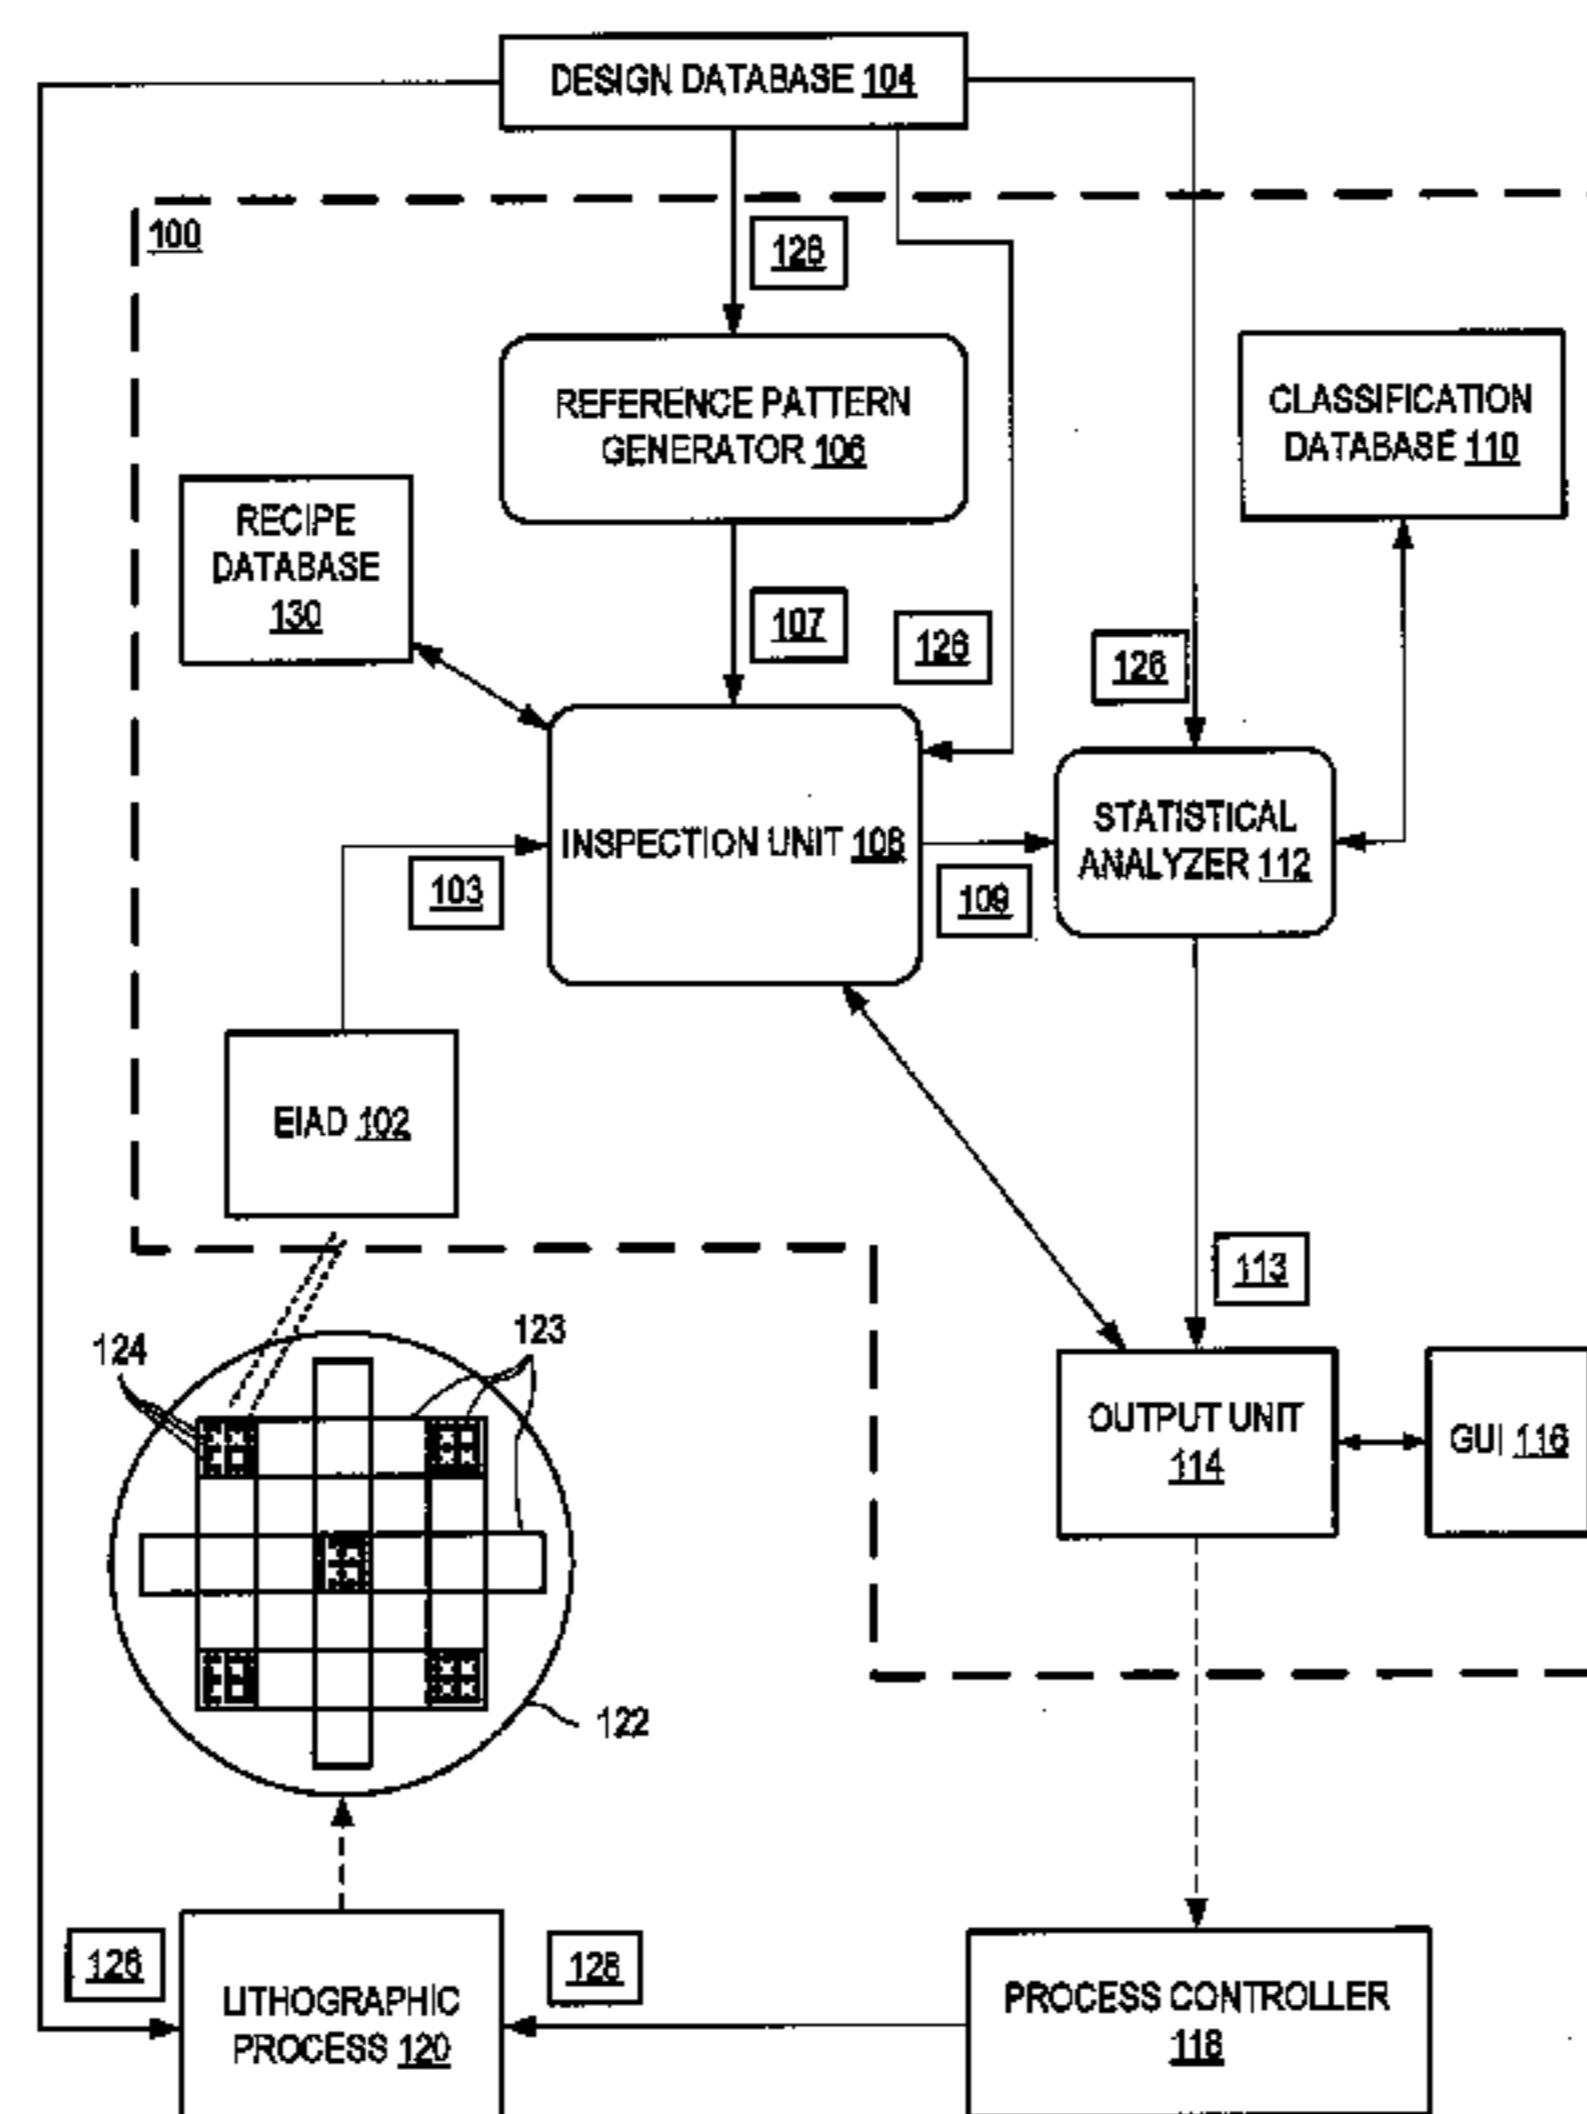 DESIGN DATABASE 104
100
126
REFERENCE PATTERN
GENERATOR 106
CLASSIFICATION
DATABASE 110
RECIPE
DATABASE
130
107
126
126
INSPECTION UNIT 108
STATISTICAL
ANALYZER 112
103
109
EIAD 102
113
124
123
OUTPUT UNIT
114
GUI 116
122
126
128
LITHOGRAPHIC
PROCESS 120
PROCESS CONTROLLER
118